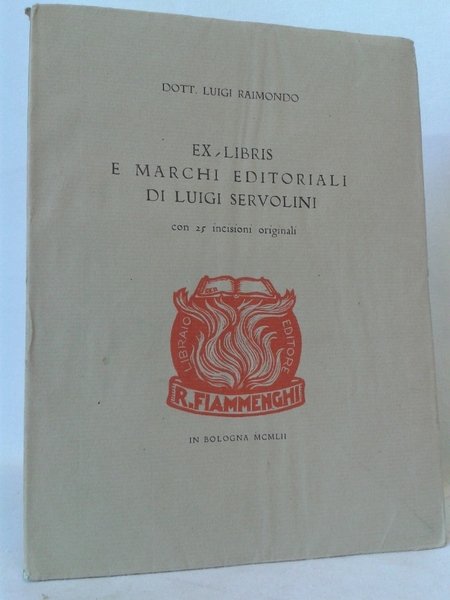 DOTT. LUIGI RAIMONDO
EX-LIBRIS
E MARCHI EDITORIALI
DI LUIGI SERVOLINI
con 25 incisioni originali
LIBRAIO
EDITORE
R. FIAMMENGHI
IN BOLOGNA MCMLII